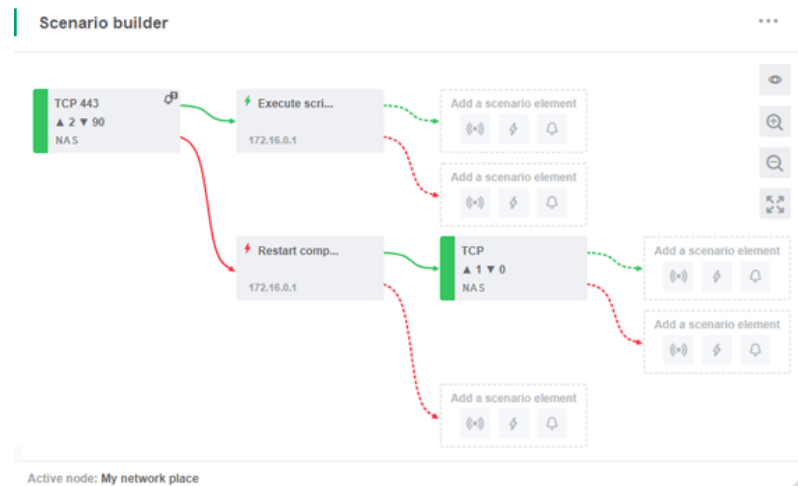 Scenario builder
TCP 443
▲ 2 ▼ 90
NAS
Execute scri...
172.16.0.1
Add a scenario element
Add a scenario element
Restart comp...
172.16.0.1
TCP
▲ 1 ▼ 0
NAS
Add a scenario element
Add a scenario element
Add a scenario element
Active node: My network place